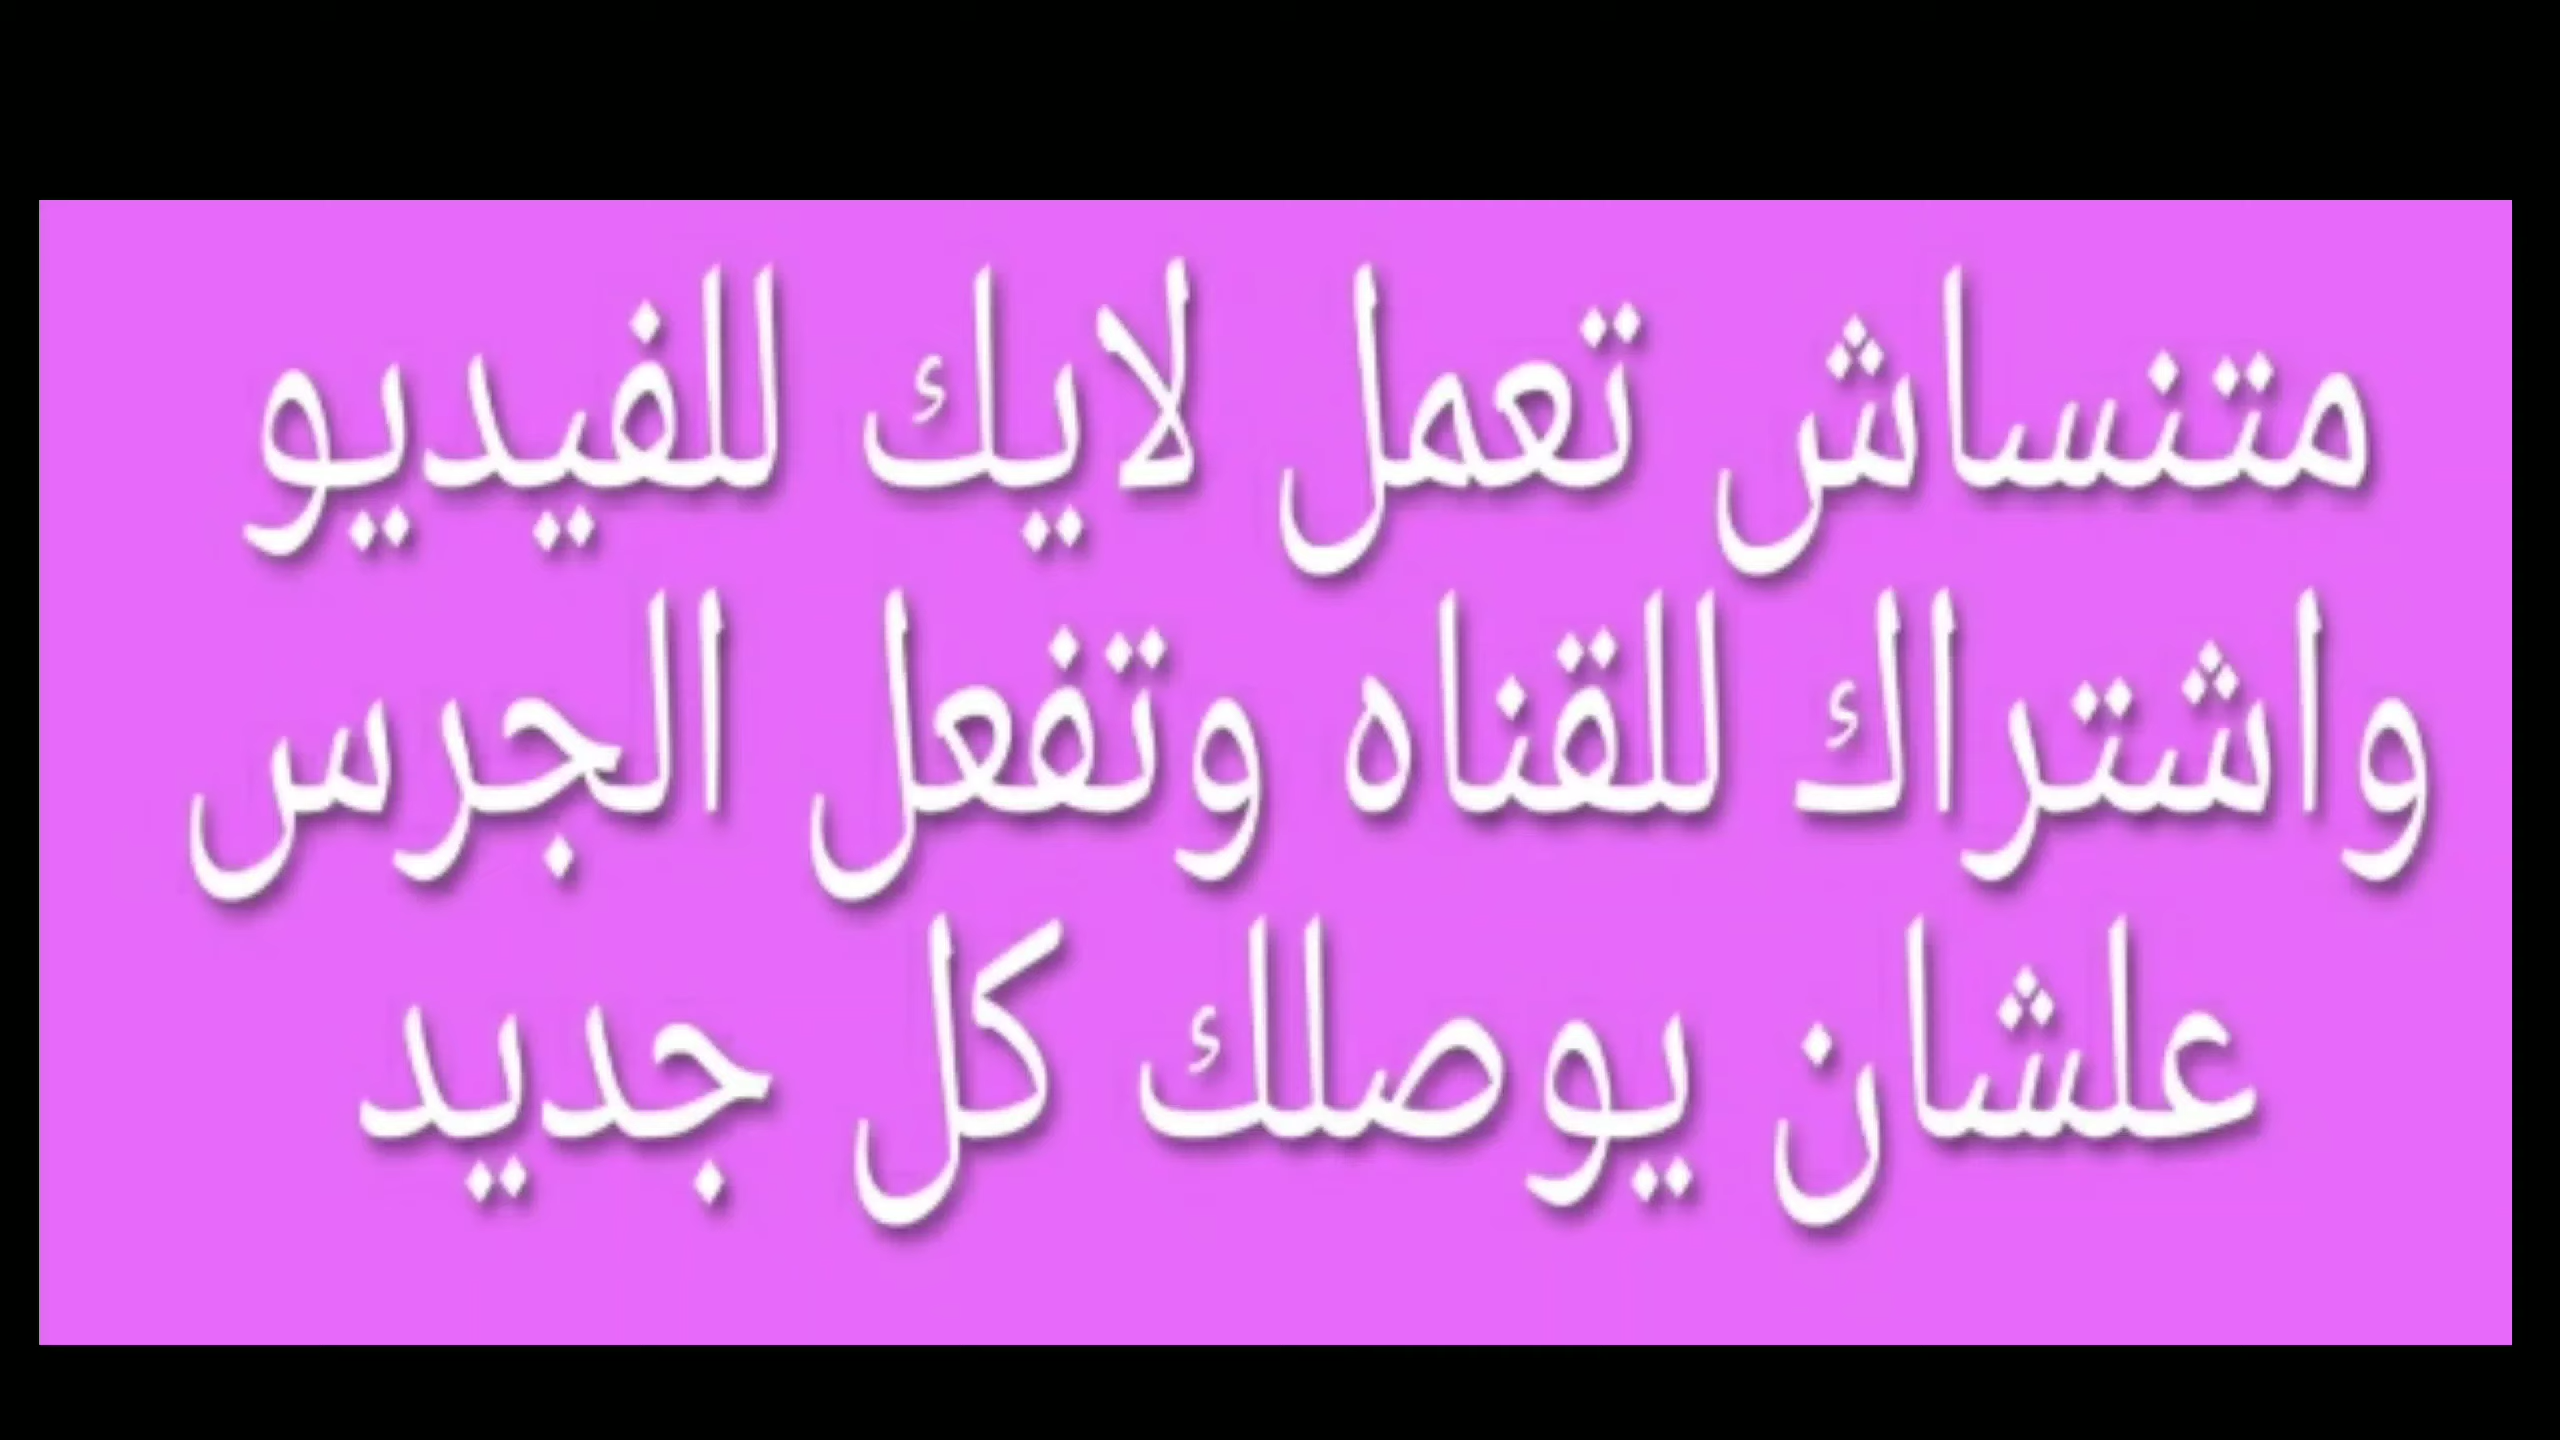 متنساش تعمل لايك للفيديو
واشتراك للقناه وتفعل الجرس
علشان يوصلك كل جديد